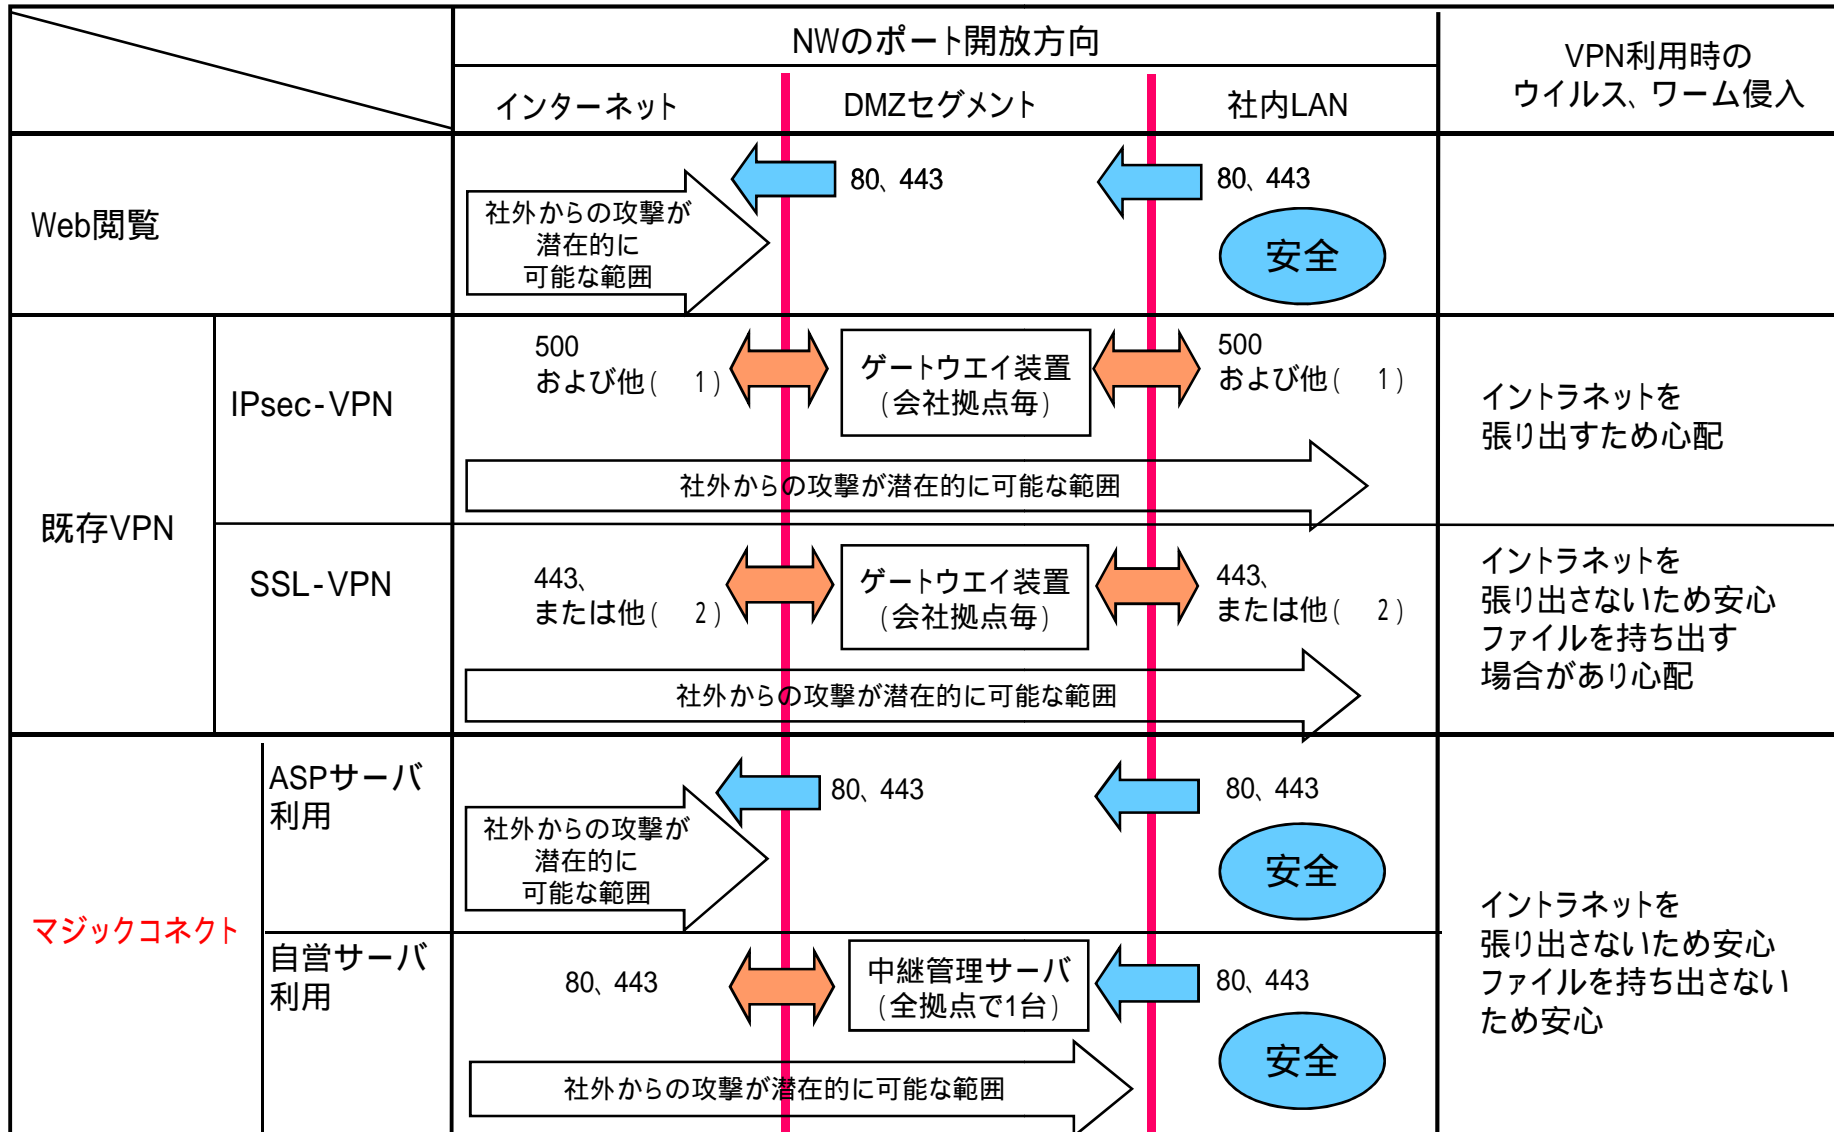 NWのポート開放方向
VPN利用時の
ウイルス、ワーム侵入
インターネット
DMZセグメント
社内LAN
Web閲覧
社外からの攻撃が
潜在的に
可能な範囲
80、443
80、443
安全
既存VPN
IPsec-VPN
500
および他( 1)
ゲートウエイ装置
(会社拠点毎)
500
および他( 1)
社外からの攻撃が潜在的に可能な範囲
イントラネットを
張り出すため心配
SSL-VPN
443、
または他( 2)
ゲートウエイ装置
(会社拠点毎)
443、
または他( 2)
社外からの攻撃が潜在的に可能な範囲
イントラネットを
張り出さないため安心
ファイルを持ち出す
場合があり心配
マジックコネクト
ASPサーバ
利用
社外からの攻撃が
潜在的に
可能な範囲
80、443
80、443
安全
自営サーバ
利用
80、443
中継管理サーバ
(全拠点で1台)
80、443
安全
社外からの攻撃が潜在的に可能な範囲
イントラネットを
張り出さないため安心
ファイルを持ち出さない
ため安心